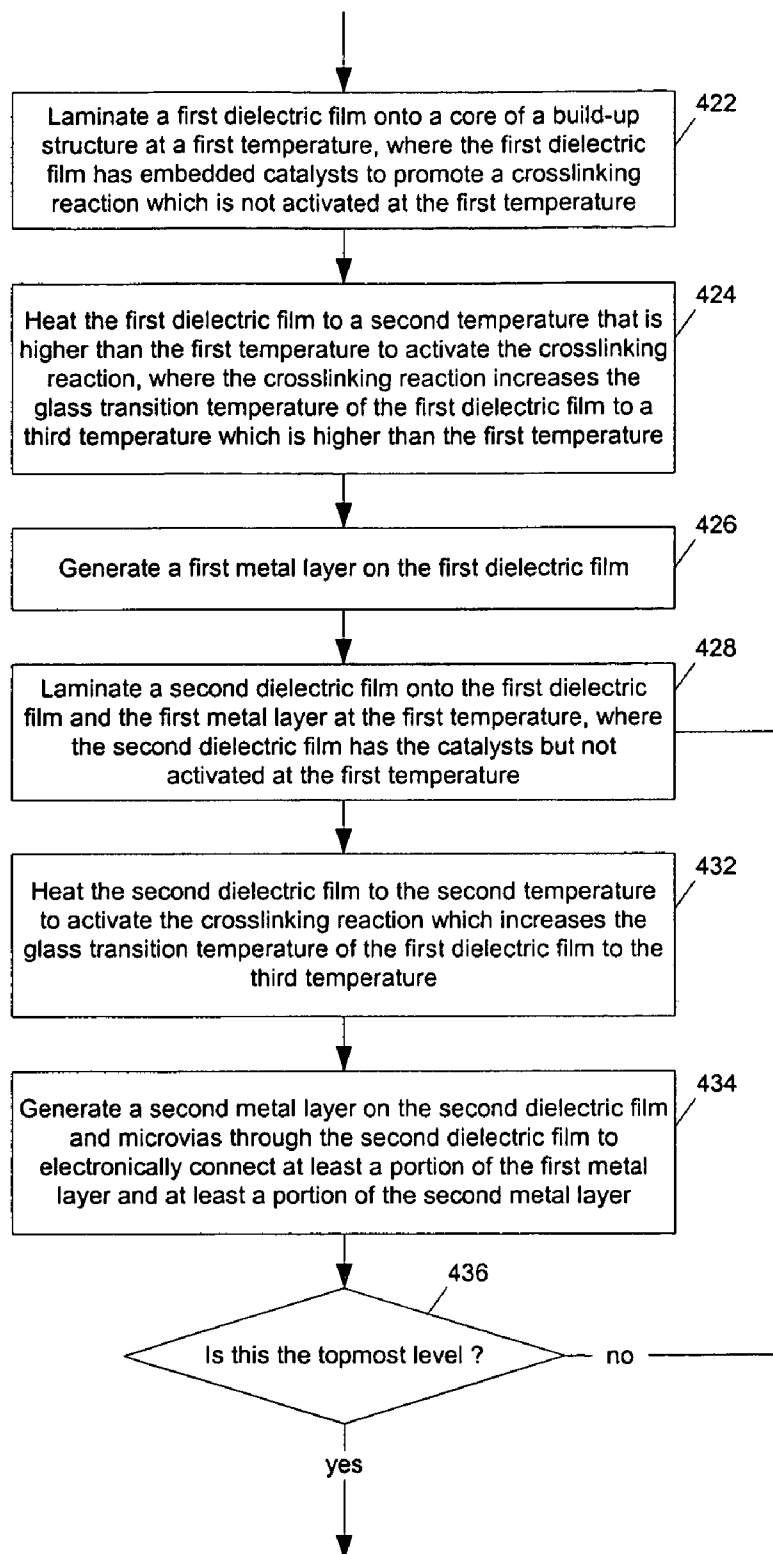 422
Laminate a first dielectric film onto a core of a build-up
structure at a first temperature, where the first dielectric
film has embedded catalysts to promote a crosslinking
reaction which is not activated at the first temperature
424
Heat the first dielectric film to a second temperature that is
higher than the first temperature to activate the crosslinking
reaction, where the crosslinking reaction increases the
glass transition temperature of the first dielectric film to a
third temperature which is higher than the first temperature
426
Generate a first metal layer on the first dielectric film
428
Laminate a second dielectric film onto the first dielectric
film and the first metal layer at the first temperature, where
the second dielectric film has the catalysts but not
activated at the first temperature
432
Heat the second dielectric film to the second temperature
to activate the crosslinking reaction which increases the
glass transition temperature of the first dielectric film to the
third temperature
434
Generate a second metal layer on the second dielectric film
and microvias through the second dielectric film to
electronically connect at least a portion of the first metal
layer and at least a portion of the second metal layer
436
Is this the topmost level ?
no
yes